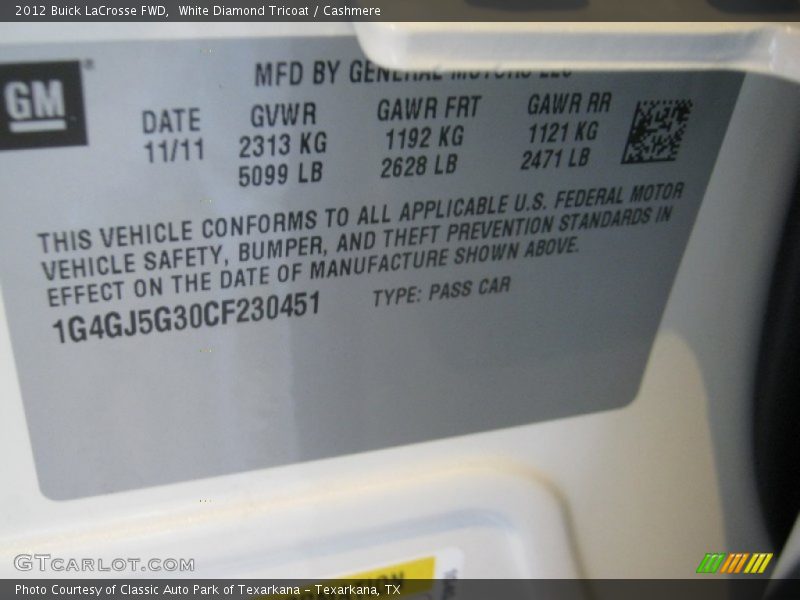 2012 Buick LaCrosse FWD,  White Diamond Tricoat / Cashmere
GM
MFD BY GENERAL MOTORS LLC
DATE GVWR GAWR FRT GAWR RR
11/11 2313 KG 1192 KG 1121 KG
5099 LB 2628 LB 2471 LB
THIS VEHICLE CONFORMS TO ALL APPLICABLE U.S. FEDERAL MOTOR
VEHICLE SAFETY, BUMPER, AND THEFT PREVENTION STANDARDS IN
EFFECT ON THE DATE OF MANUFACTURE SHOWN ABOVE.
1G4GJ5G30CF230451 TYPE: PASS CAR
GTCARLOT.COM
Photo Courtesy of Classic Auto Park of Texarkana - Texarkana, TX